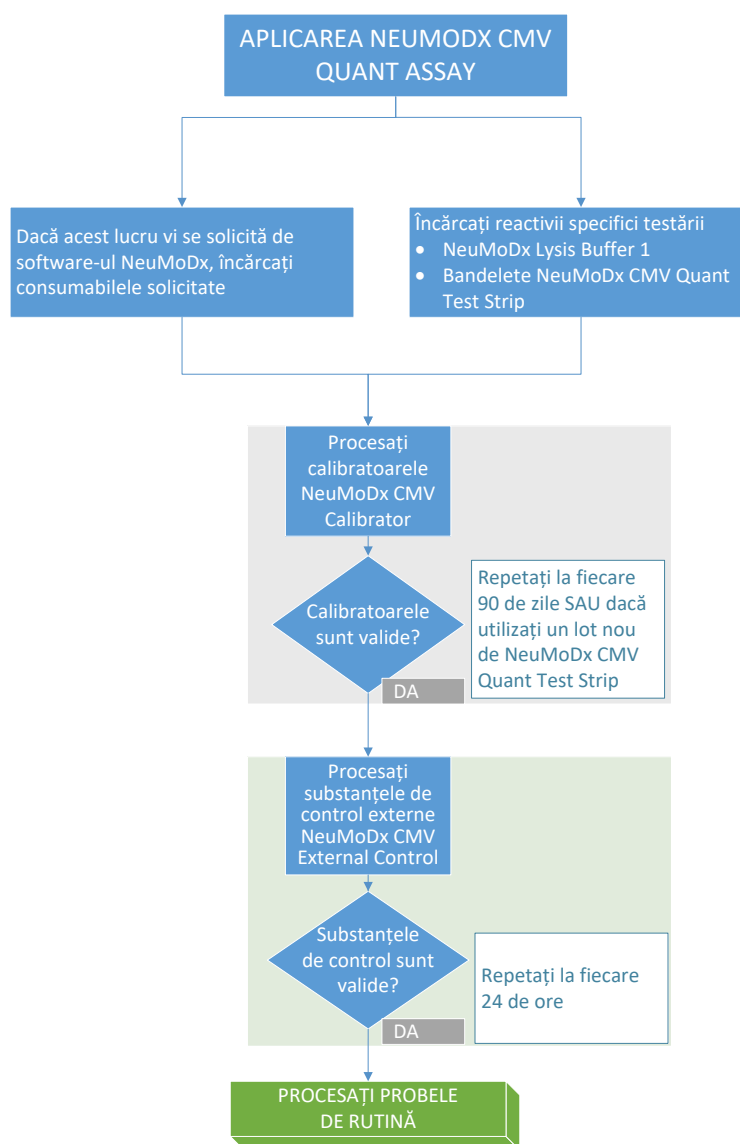 APLICAREA NEUMODX CMV
QUANT ASSAY
Dacă acest lucru vi se solicită de
software-ul NeuMoDx, încărcați
consumabilele solicitate
Încărcați reactivii specifici testării
• NeuMoDx Lysis Buffer 1
• Bandelete NeuMoDx CMV Quant
Test Strip
Procesați
calibratoarele
NeuMoDx CMV
Calibrator
Calibratoarele
sunt valide?
Repetați la fiecare
90 de zile SAU dacă
utilizați un lot nou
de NeuMoDx CMV
Quant Test Strip
DA
Procesați
substanțele de
control externe
NeuMoDx CMV
External Control
Substanțele
de control sunt
valide?
Repetați la fiecare
24 de ore
DA
PROCESAȚI PROBELE
DE RUTINĂ